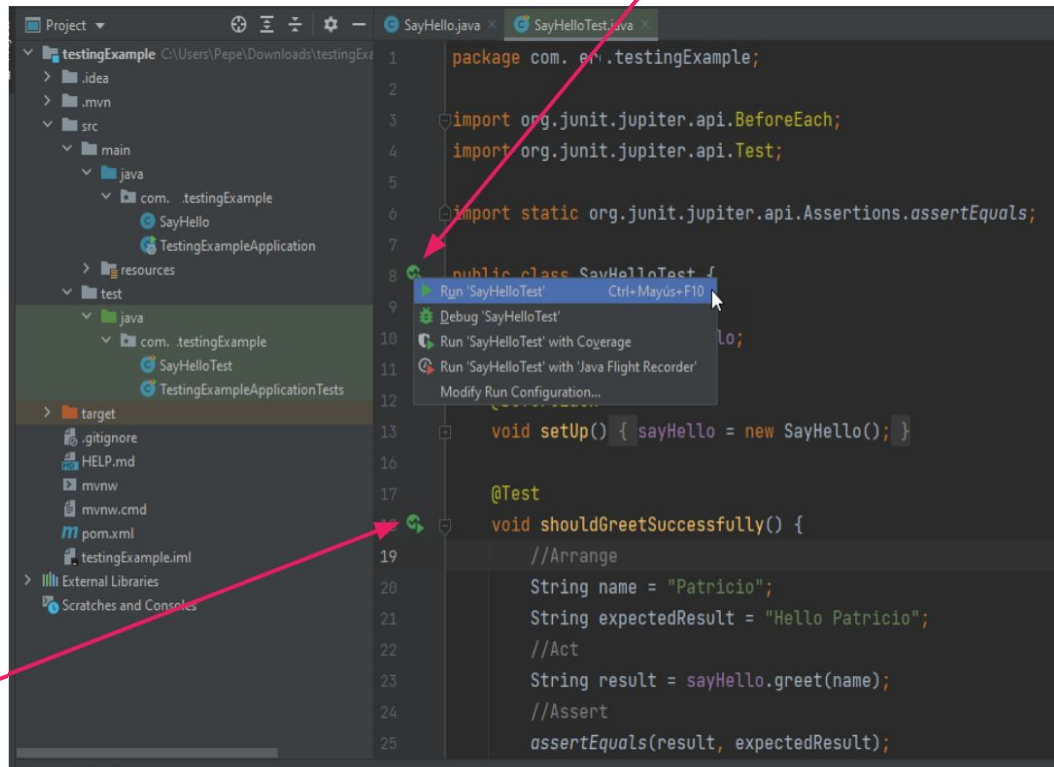 Project
SayHello.java
SayHelloTest.java
testingExample C:\Users\Pepe\Downloads\testingExa
.idea
.mvn
src
main
java
com. .testingExample
SayHello
TestingExampleApplication
resources
test
java
com. .testingExample
SayHelloTest
TestingExampleApplicationTests
target
.gitignore
HELP.md
mvnw
mvnw.cmd
pom.xml
testingExample.iml
External Libraries
Scratches and Consoles
1 package com. .testingExample;
2
3 import org.junit.jupiter.api.BeforeEach;
4 import org.junit.jupiter.api.Test;
5
6 import static org.junit.jupiter.api.Assertions.assertEquals;
7
8 public class SayHelloTest {
Run 'SayHelloTest' Ctrl+Mayús+F10
9
Debug 'SayHelloTest'
10 lo;
Run 'SayHelloTest' with Coverage
11
Run 'SayHelloTest' with 'Java Flight Recorder'
Modify Run Configuration...
12
13 void setUp() { sayHello = new SayHello(); }
16
17 @Test
void shouldGreetSuccessfully() {
19 //Arrange
20 String name = "Patricio";
21 String expectedResult = "Hello Patricio";
22 //Act
23 String result = sayHello.greet(name);
24 //Assert
25 assertEquals(result, expectedResult);